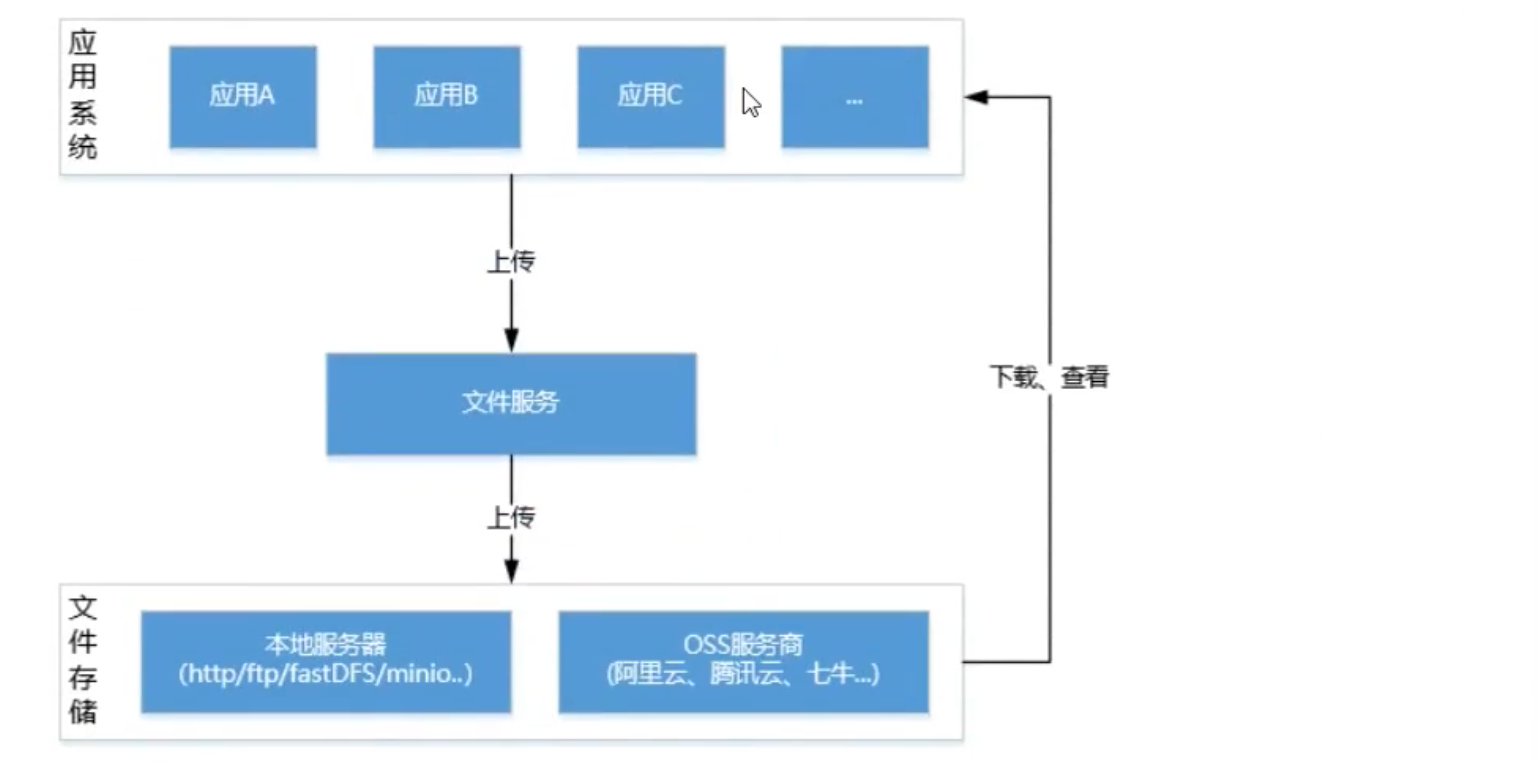 应用系统
应用A
应用B
应用C
...
上传
文件服务
下载、查看
上传
文件存储
本地服务器
(http/ftp/fastDFS/minio..)
OSS服务商
(阿里云、腾讯云、七牛...)